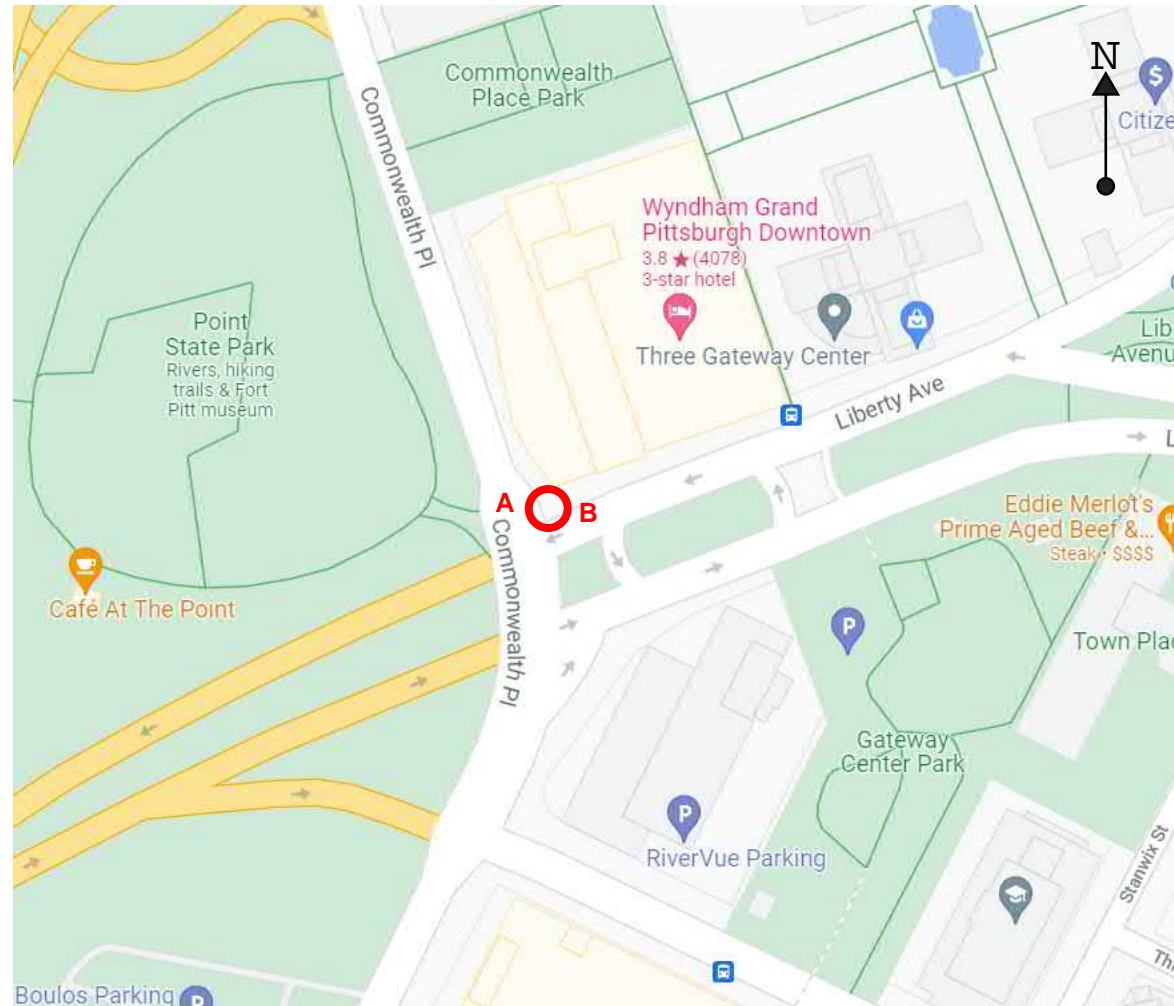 N
Commonwealth
Place Park
Citize
Commonwealth Pl
Wyndham Grand
Pittsburgh Downtown
3.8 ★ (4078)
3-star hotel
Point
State Park
Rivers, hiking
trails & Fort
Pitt museum
Three Gateway Center
Lib
Avenu
Liberty Ave
L
A
B
Eddie Merlot's
Prime Aged Beef &...
Steak · $$$$
Commonwealth Pl
Café At The Point
P
Town Plac
Gateway
Center Park
P
RiverVue Parking
Stanwix St
Thi
Boulos Parking
P